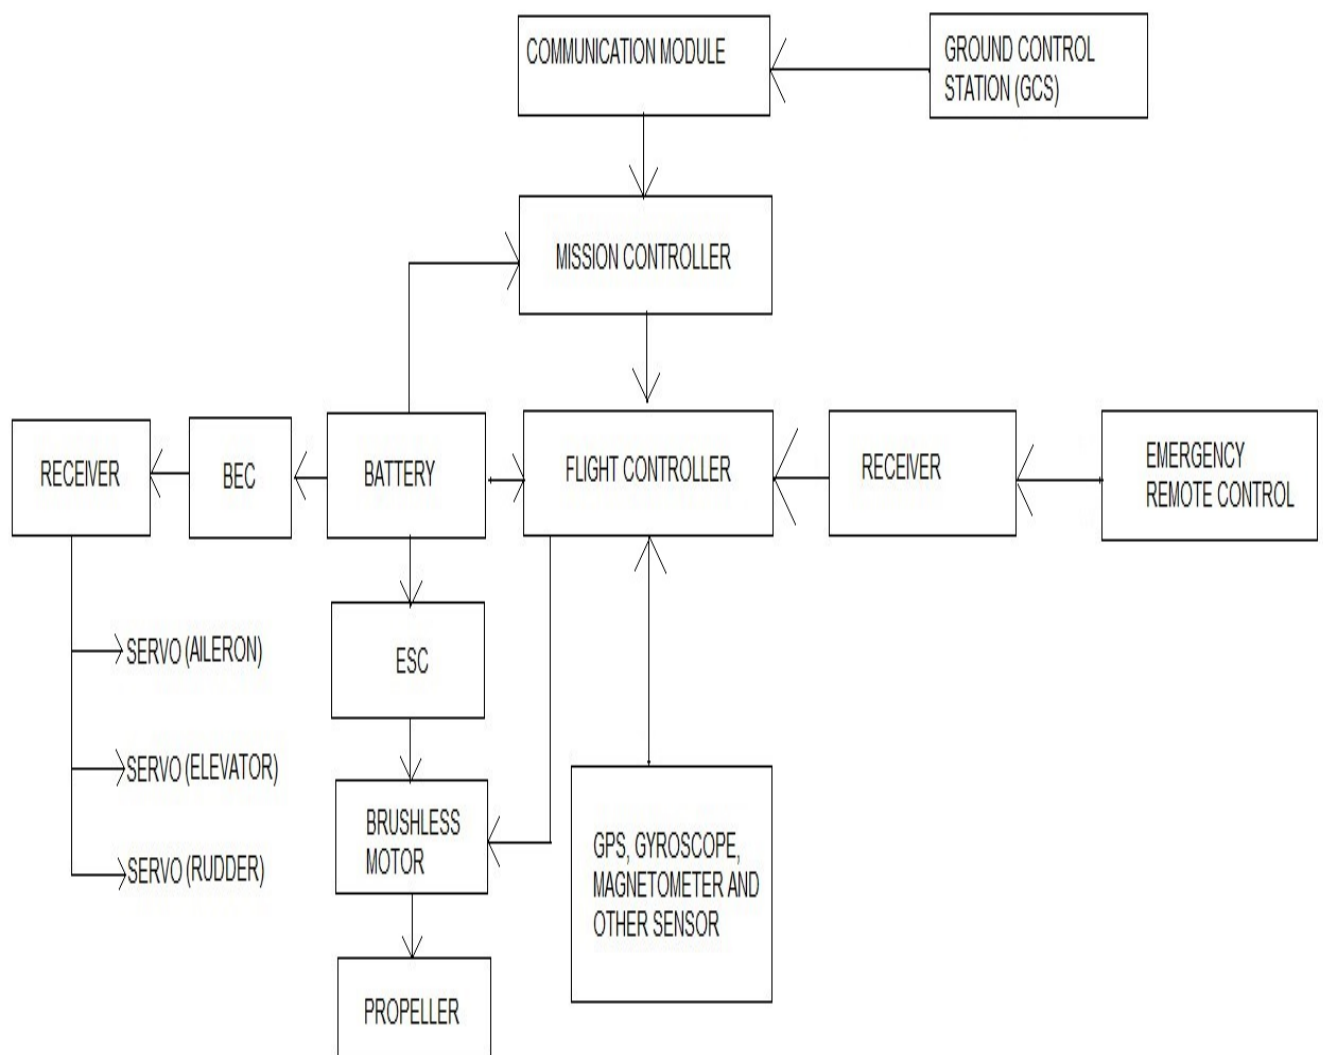 COMMUNICATION MODULE
GROUND CONTROL
STATION (GCS)
MISSION CONTROLLER
RECEIVER
BEC
BATTERY
FLIGHT CONTROLLER
RECEIVER
EMERGENCY
REMOTE CONTROL
SERVO (AILERON)
ESC
SERVO (ELEVATOR)
BRUSHLESS
MOTOR
SERVO (RUDDER)
GPS, GYROSCOPE,
MAGNETOMETER AND
OTHER SENSOR
PROPELLER